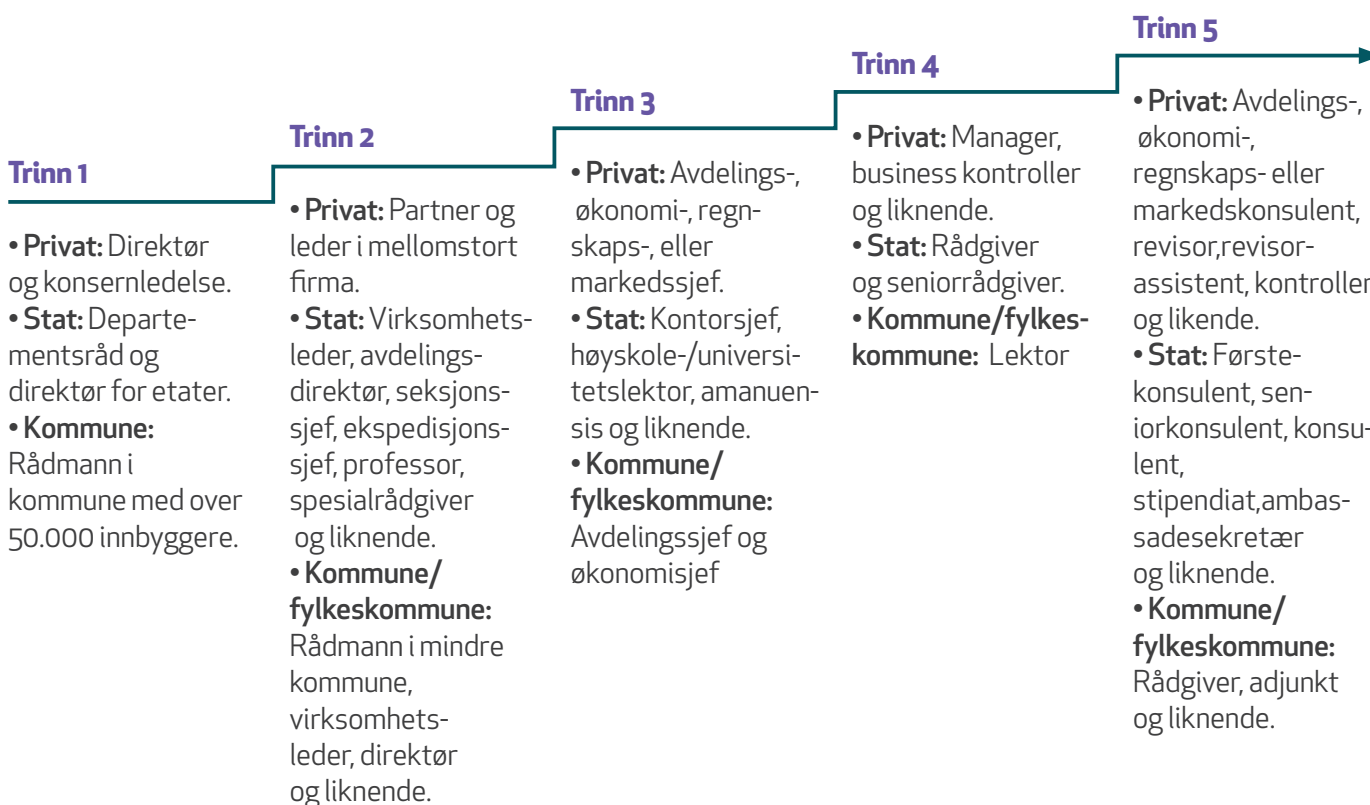 Trinn 1
• Privat: Direktør
og konsernledelse.
• Stat: Departe-
mentsråd og
direktør for etater.
• Kommune:
Rådmann i
kommune med over
50.000 innbyggere.
Trinn 2
• Privat: Partner og
leder i mellomstort
firma.
• Stat: Virksomhets-
leder, avdelings-
direktør, seksjons-
sjef, ekspedisjons-
sjef, professor,
spesialrådgiver
og liknende.
• Kommune/
fylkeskommune:
Rådmann i mindre
kommune,
virksomhets-
leder, direktør
og liknende.
Trinn 3
• Privat: Avdelings-,
økonomi-, regn-
skaps-, eller
markedssjef.
• Stat: Kontorsjef,
høyskole-/universi-
tetslektor, amanuen-
sis og liknende.
• Kommune/
fylkeskommune:
Avdelingssjef og
økonomisjef
Trinn 4
• Privat: Manager,
business kontroller
og liknende.
• Stat: Rådgiver
og seniorrådgiver.
• Kommune/fylkes-
kommune: Lektor
Trinn 5
• Privat: Avdelings-,
økonomi-,
regnskaps- eller
markedskonsulent,
revisor,revisor-
assistent, kontroller
og likende.
• Stat: Første-
konsulent, sen-
iorkonsulent, konsu-
lent,
stipendiat,ambas-
sadesekretær
og liknende.
• Kommune/
fylkeskommune:
Rådgiver, adjunkt
og liknende.